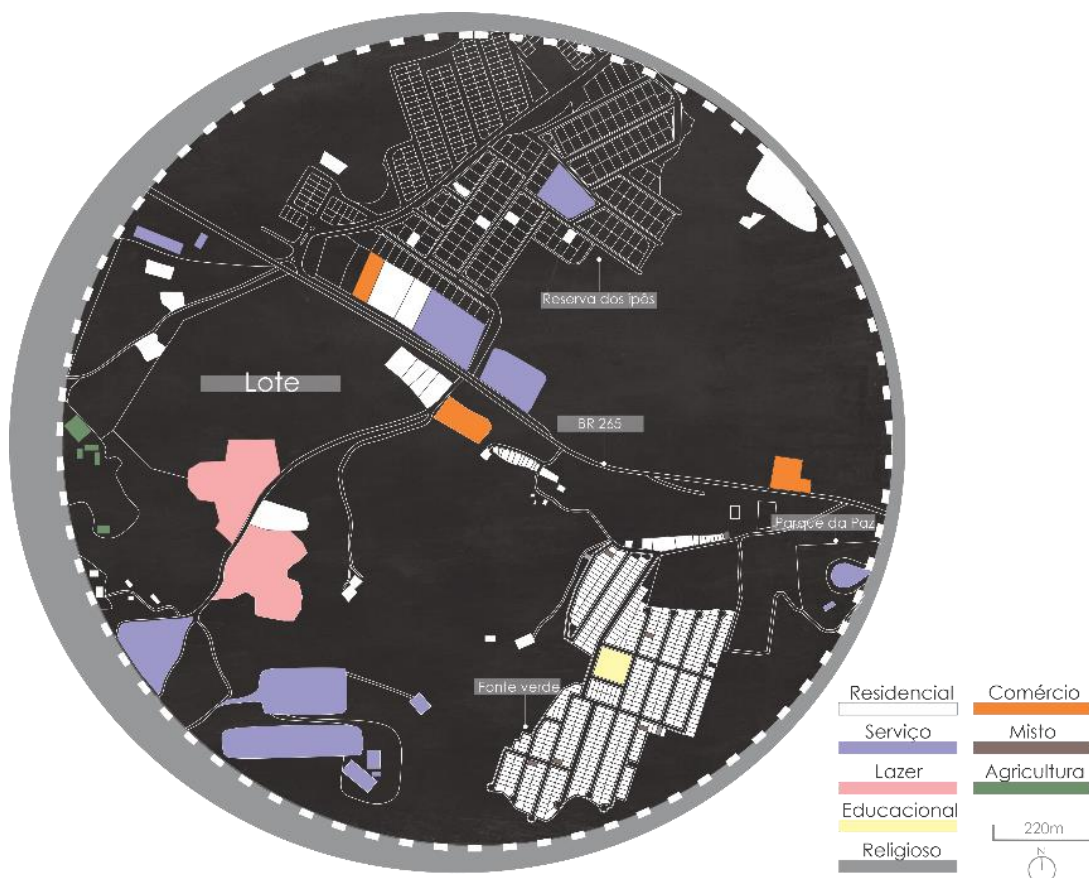 Reserva dos ipês
Lote
BR 265
Parque da Paz
Fonte verde
Residencial
Comércio
Serviço
Misto
Lazer
Agricultura
Educacional
Religioso
220m
N